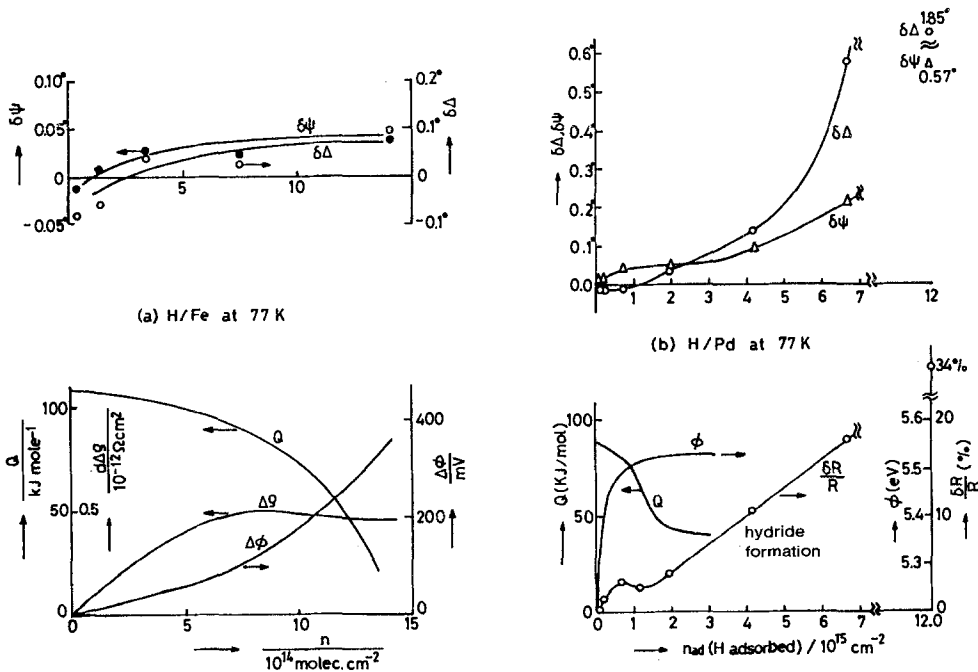 0.10°
0.05°
0
−0.05°
δψ
5
10
δψ
δΔ
0.2°
0.1°
0
−0.1°
δΔ
(a) H/Fe at 77 K
0.6°
0.5°
0.4°
0.3°
0.2°
0.1°
0.0
δΔ,δψ
δΔ
δψ
1
2
3
4
5
6
7
12
δΔ 1.85°
δψ 0.57°
(b) H/Pd at 77 K
100
50
0
Q
kJ mole⁻¹
dΔϱ
10⁻¹²Ωcm²
0.5
Q
Δϱ
Δϕ
400
200
0
Δϕ
mV
0
5
10
15
n
10¹⁴molec. cm⁻²
100
50
0
Q (KJ/mol)
ϕ
Q
δR
R
hydride
formation
0
1
2
3
4
5
6
7
12.0
nad (H adsorbed) / 10¹⁵ cm⁻²
5.6
5.5
5.4
5.3
ϕ (eV)
34%
20
10
0
δR
R
(%)